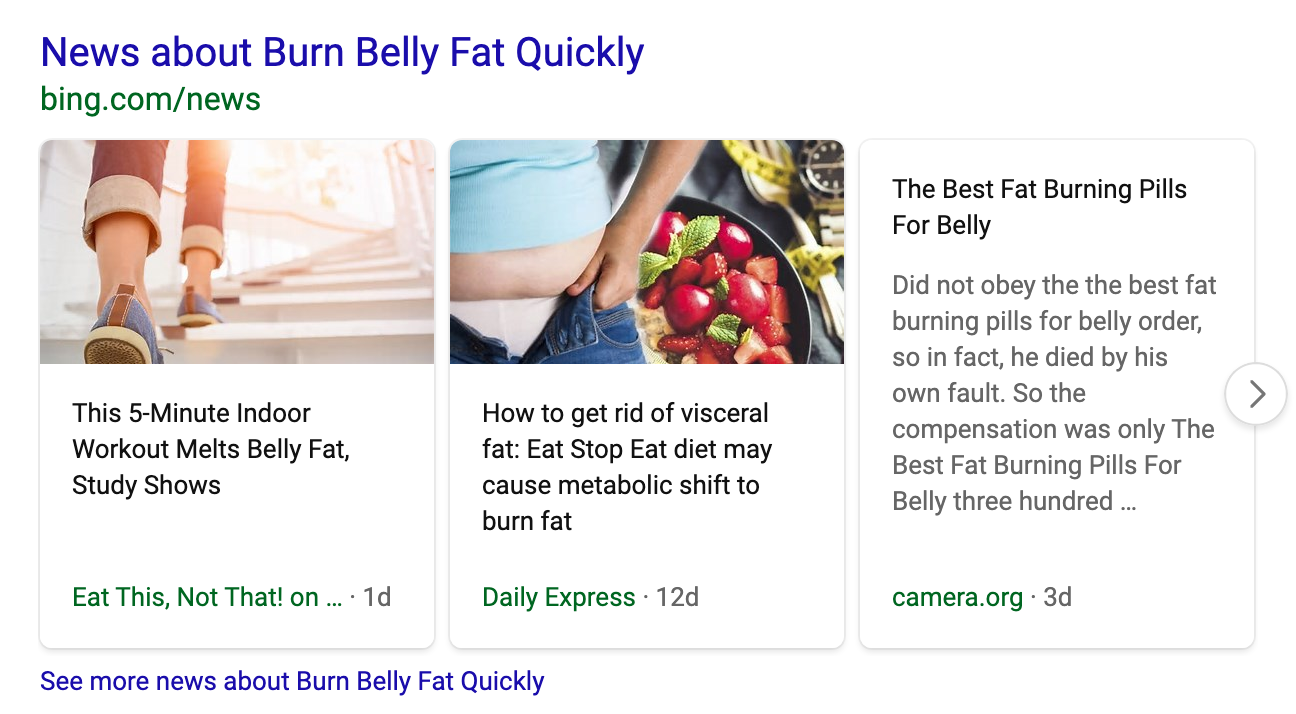 News about Burn Belly Fat Quickly
bing.com/news
This 5-Minute Indoor
Workout Melts Belly Fat,
Study Shows
Eat This, Not That! on ... · 1d
How to get rid of visceral
fat: Eat Stop Eat diet may
cause metabolic shift to
burn fat
Daily Express · 12d
The Best Fat Burning Pills
For Belly
Did not obey the the best fat
burning pills for belly order,
so in fact, he died by his
own fault. So the
compensation was only The
Best Fat Burning Pills For
Belly three hundred ...
camera.org · 3d
See more news about Burn Belly Fat Quickly